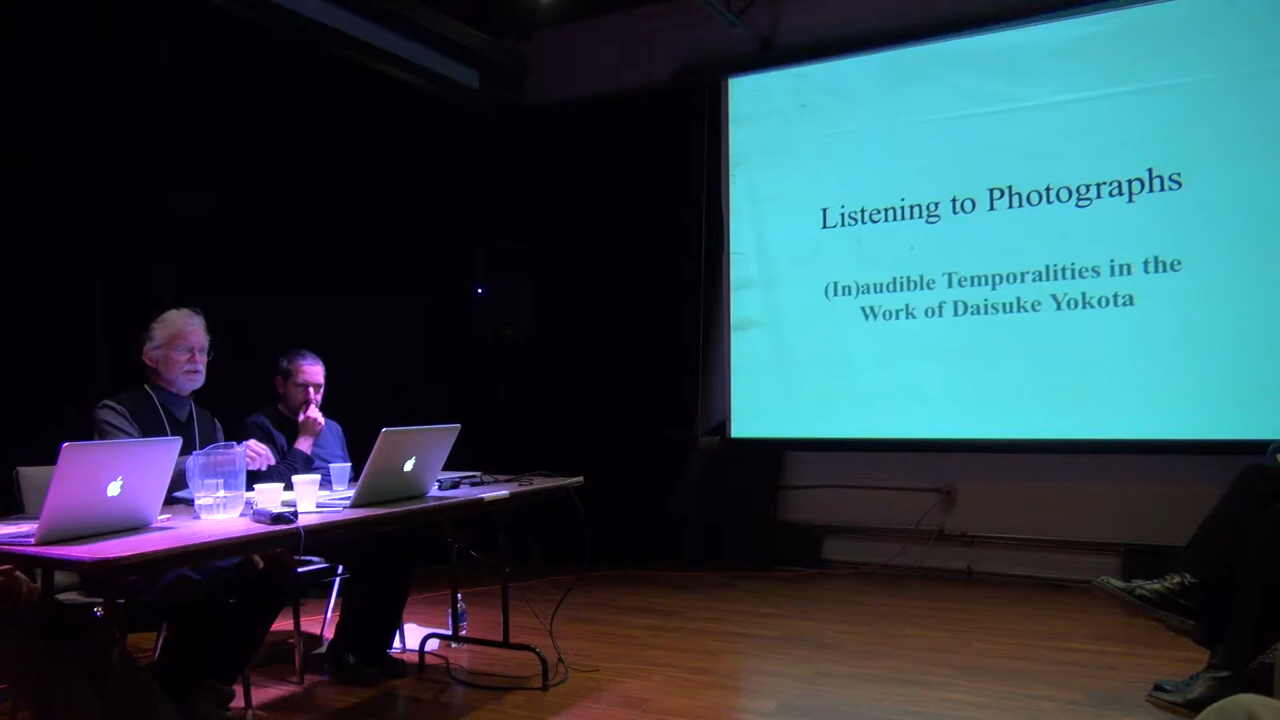 Listening to Photographs
(In)audible Temporalities in the
Work of Daisuke Yokota